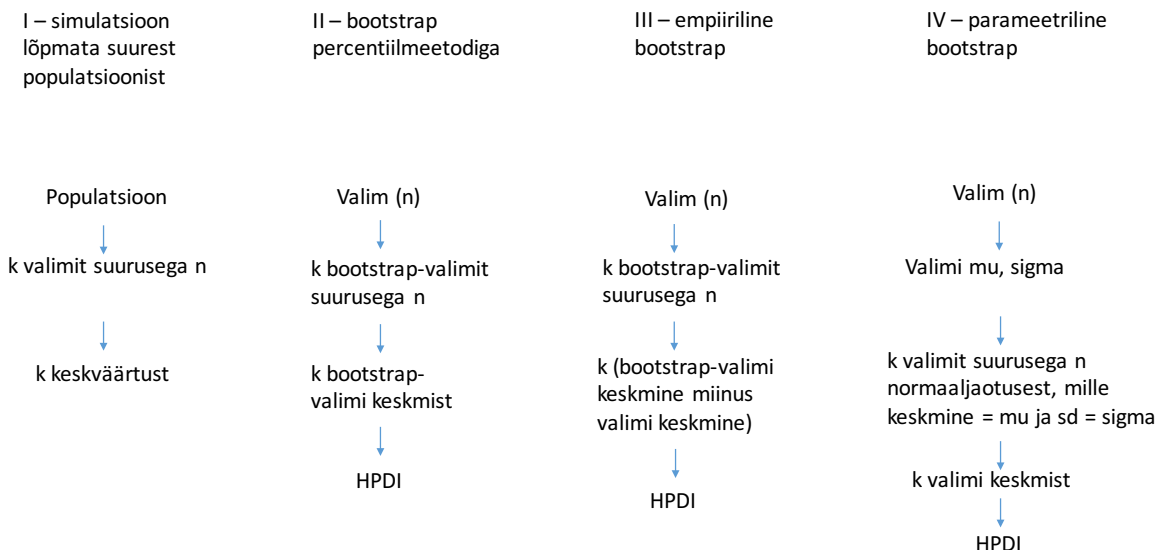 I – simulatsioon
lõpmata suurest
populatsioonist
Populatsioon
k valimit suurusega n
k keskväärtust
II – bootstrap
percentiilmeetodiga
Valim (n)
k bootstrap-valimit
suurusega n
k bootstrap-
valimi keskmist
HPDI
III – empiiriline
bootstrap
Valim (n)
k bootstrap-valimit
suurusega n
k (bootstrap-valimi
keskmine miinus
valimi keskmine)
HPDI
IV – parameetriline
bootstrap
Valim (n)
Valimi mu, sigma
k valimit suurusega n
normaaljaotusest, mille
keskmine = mu ja sd = sigma
k valimi keskmist
HPDI